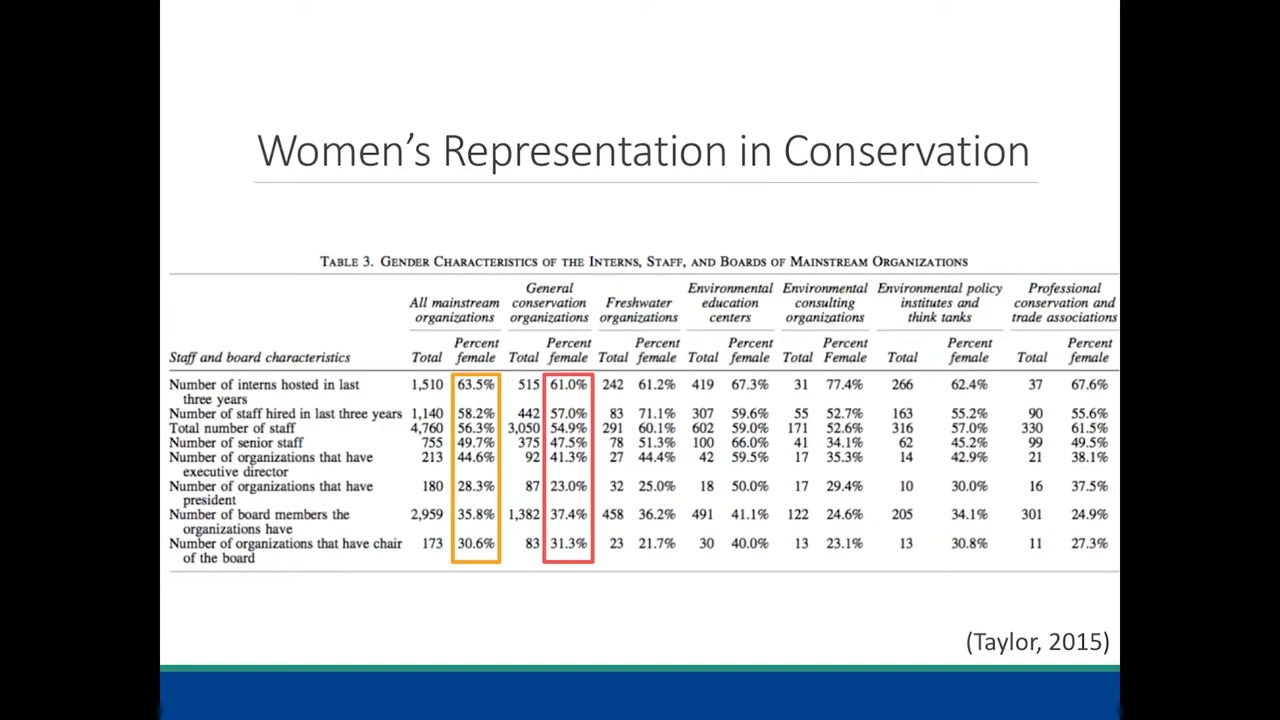 Women's Representation in Conservation
TABLE 3. GENDER CHARACTERISTICS OF THE INTERNS, STAFF, AND BOARDS OF MAINSTREAM ORGANIZATIONS
General Environmental Environmental Environmental policy Professional
All mainstream conservation Freshwater education consulting institutes and conservation and
organizations organizations organizations centers organizations think tanks trade associations
Percent Percent Percent Percent Percent Percent Percent
Staff and board characteristics Total female Total female Total female Total female Total Female Total female Total female
Number of interns hosted in last 1,510 63.5% 515 61.0% 242 61.2% 419 67.3% 31 77.4% 266 62.4% 37 67.6%
three years
Number of staff hired in last three years 1,140 58.2% 442 57.0% 83 71.1% 307 59.6% 55 52.7% 163 55.2% 90 55.6%
Total number of staff 4,760 56.3% 3,050 54.9% 291 60.1% 602 59.0% 171 52.6% 316 57.0% 330 61.5%
Number of senior staff 755 49.7% 375 47.5% 78 51.3% 100 66.0% 41 34.1% 62 45.2% 99 49.5%
Number of organizations that have 213 44.6% 92 41.3% 27 44.4% 42 59.5% 17 35.3% 14 42.9% 21 38.1%
executive director
Number of organizations that have 180 28.3% 87 23.0% 32 25.0% 18 50.0% 17 29.4% 10 30.0% 16 37.5%
president
Number of board members the 2,959 35.8% 1,382 37.4% 458 36.2% 491 41.1% 122 24.6% 205 34.1% 301 24.9%
organizations have
Number of organizations that have chair 173 30.6% 83 31.3% 23 21.7% 30 40.0% 13 23.1% 13 30.8% 11 27.3%
of the board
(Taylor, 2015)